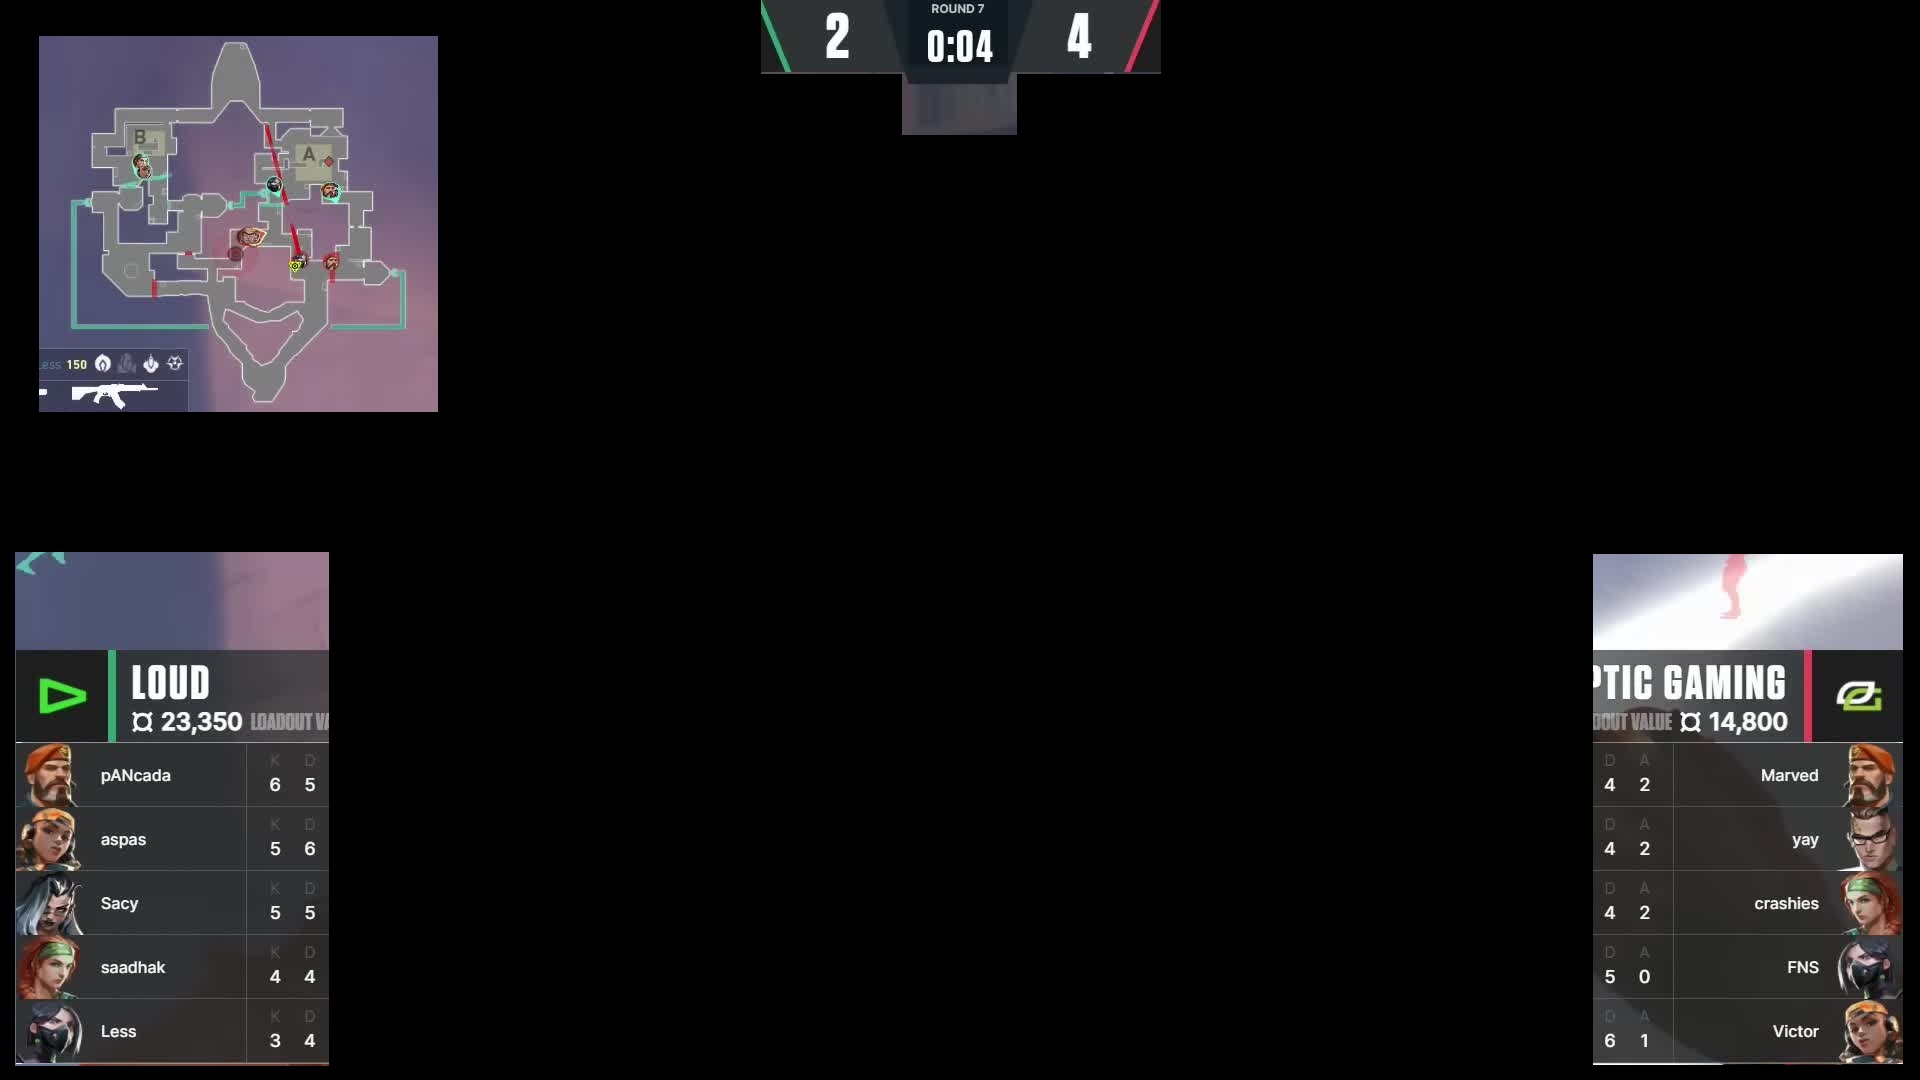 2
ROUND 7
0:04
4
B
A
ess 150
LOUD
23,350 LOADOUT VA
pANcada
K D
6 5
aspas
K D
5 6
Sacy
K D
5 5
saadhak
K D
4 4
Less
K D
3 4
PTIC GAMING
DOUT VALUE 14,800
D A
4 2
Marved
D A
4 2
yay
D A
4 2
crashies
D A
5 0
FNS
D A
6 1
Victor